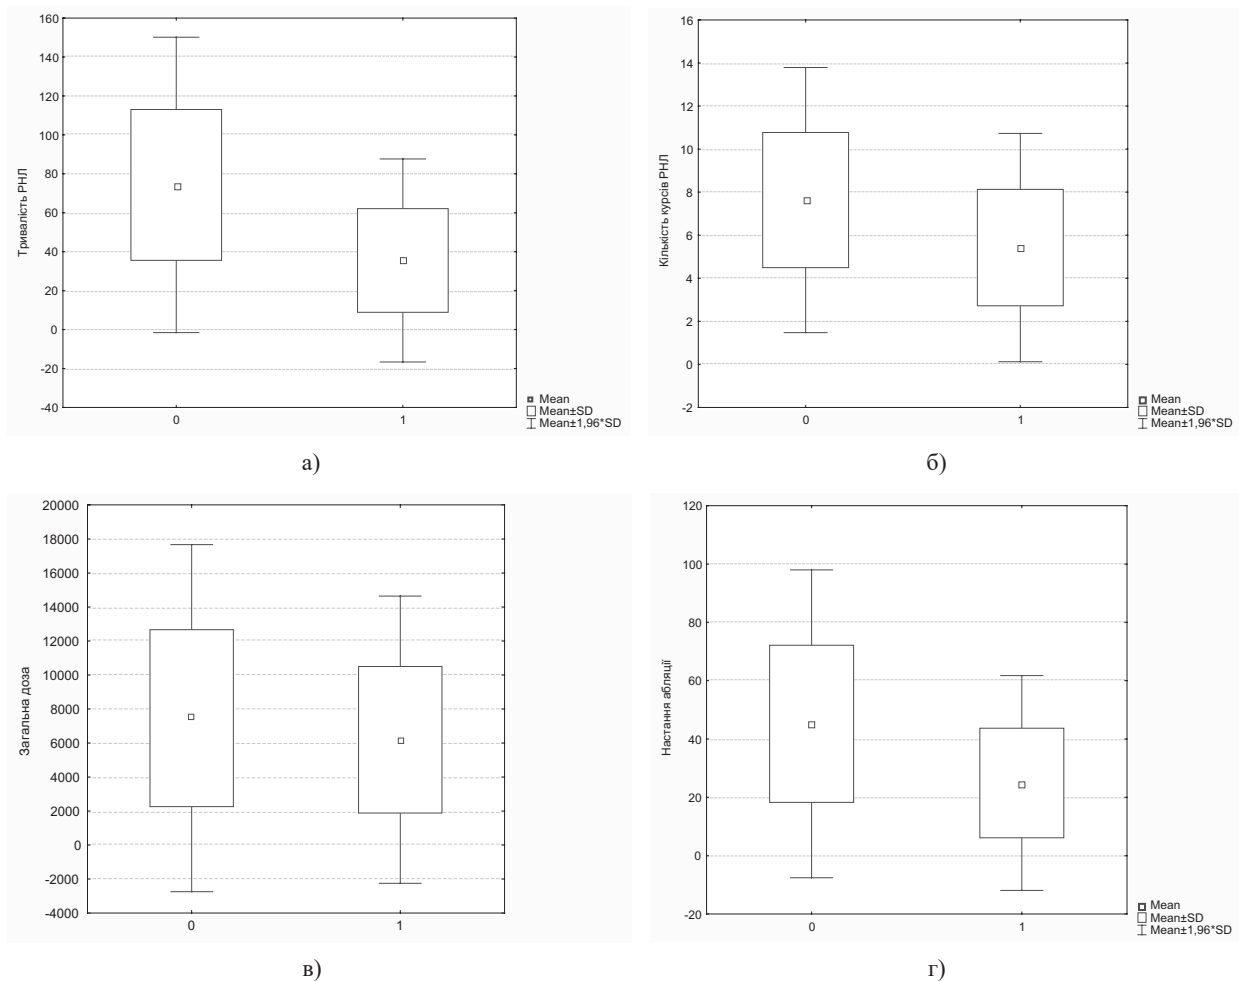 160
140
120
100
80
60
40
20
0
-20
-40
Тривалість РНЛ
0 1
Mean
Mean±SD
Mean±1,96*SD
а)
16
14
12
10
8
6
4
2
0
-2
Кількість курсів РНЛ
0 1
Mean
Mean±SD
Mean±1,96*SD
б)
20000
18000
16000
14000
12000
10000
8000
6000
4000
2000
0
-2000
-4000
Загальна доза
0 1
в)
120
100
80
60
40
20
0
-20
Настання абляції
0 1
Mean
Mean±SD
Mean±1,96*SD
г)